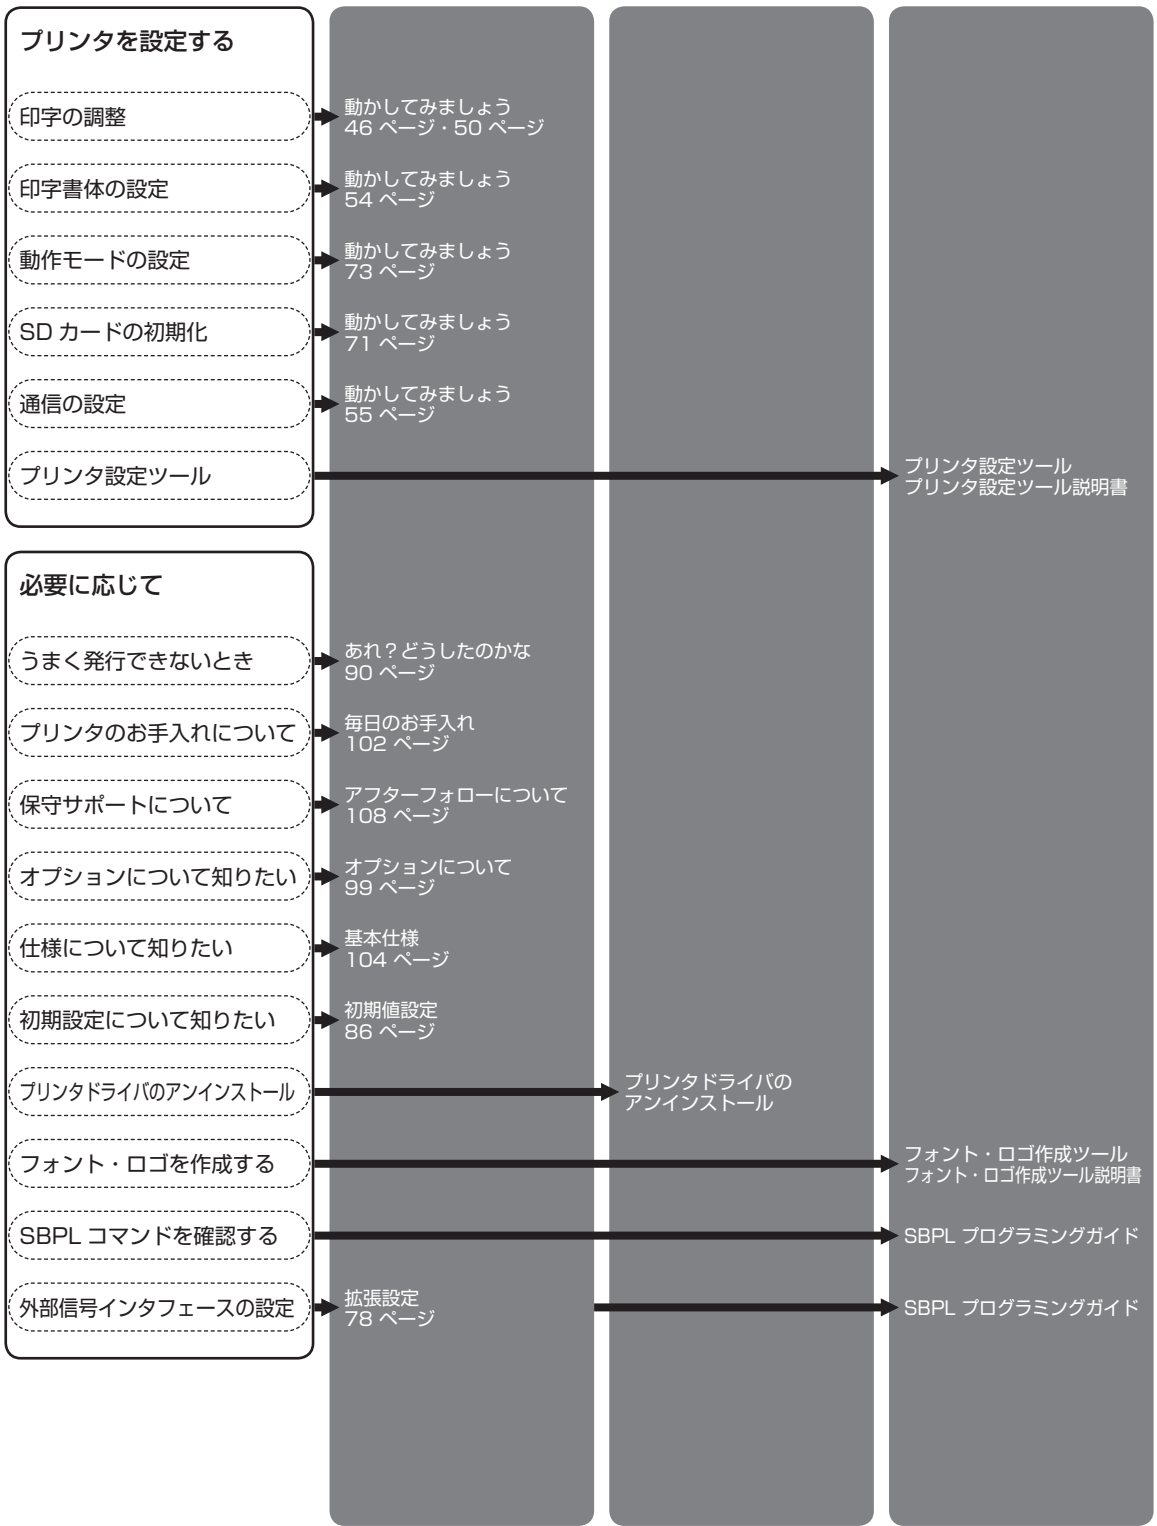 プリンタを設定する
印字の調整
動かしてみましょう
46 ページ・50 ページ
印字書体の設定
動かしてみましょう
54 ページ
動作モードの設定
動かしてみましょう
73 ページ
SD カードの初期化
動かしてみましょう
71 ページ
通信の設定
動かしてみましょう
55 ページ
プリンタ設定ツール
プリンタ設定ツール
プリンタ設定ツール説明書
必要に応じて
うまく発行できないとき
あれ？どうしたのかな
90 ページ
プリンタのお手入れについて
毎日のお手入れ
102 ページ
保守サポートについて
アフターフォローについて
108 ページ
オプションについて知りたい
オプションについて
99 ページ
仕様について知りたい
基本仕様
104 ページ
初期設定について知りたい
初期値設定
86 ページ
プリンタドライバのアンインストール
プリンタドライバの
アンインストール
フォント・ロゴを作成する
フォント・ロゴ作成ツール
フォント・ロゴ作成ツール説明書
SBPL コマンドを確認する
SBPL プログラミングガイド
外部信号インタフェースの設定
拡張設定
78 ページ
SBPL プログラミングガイド